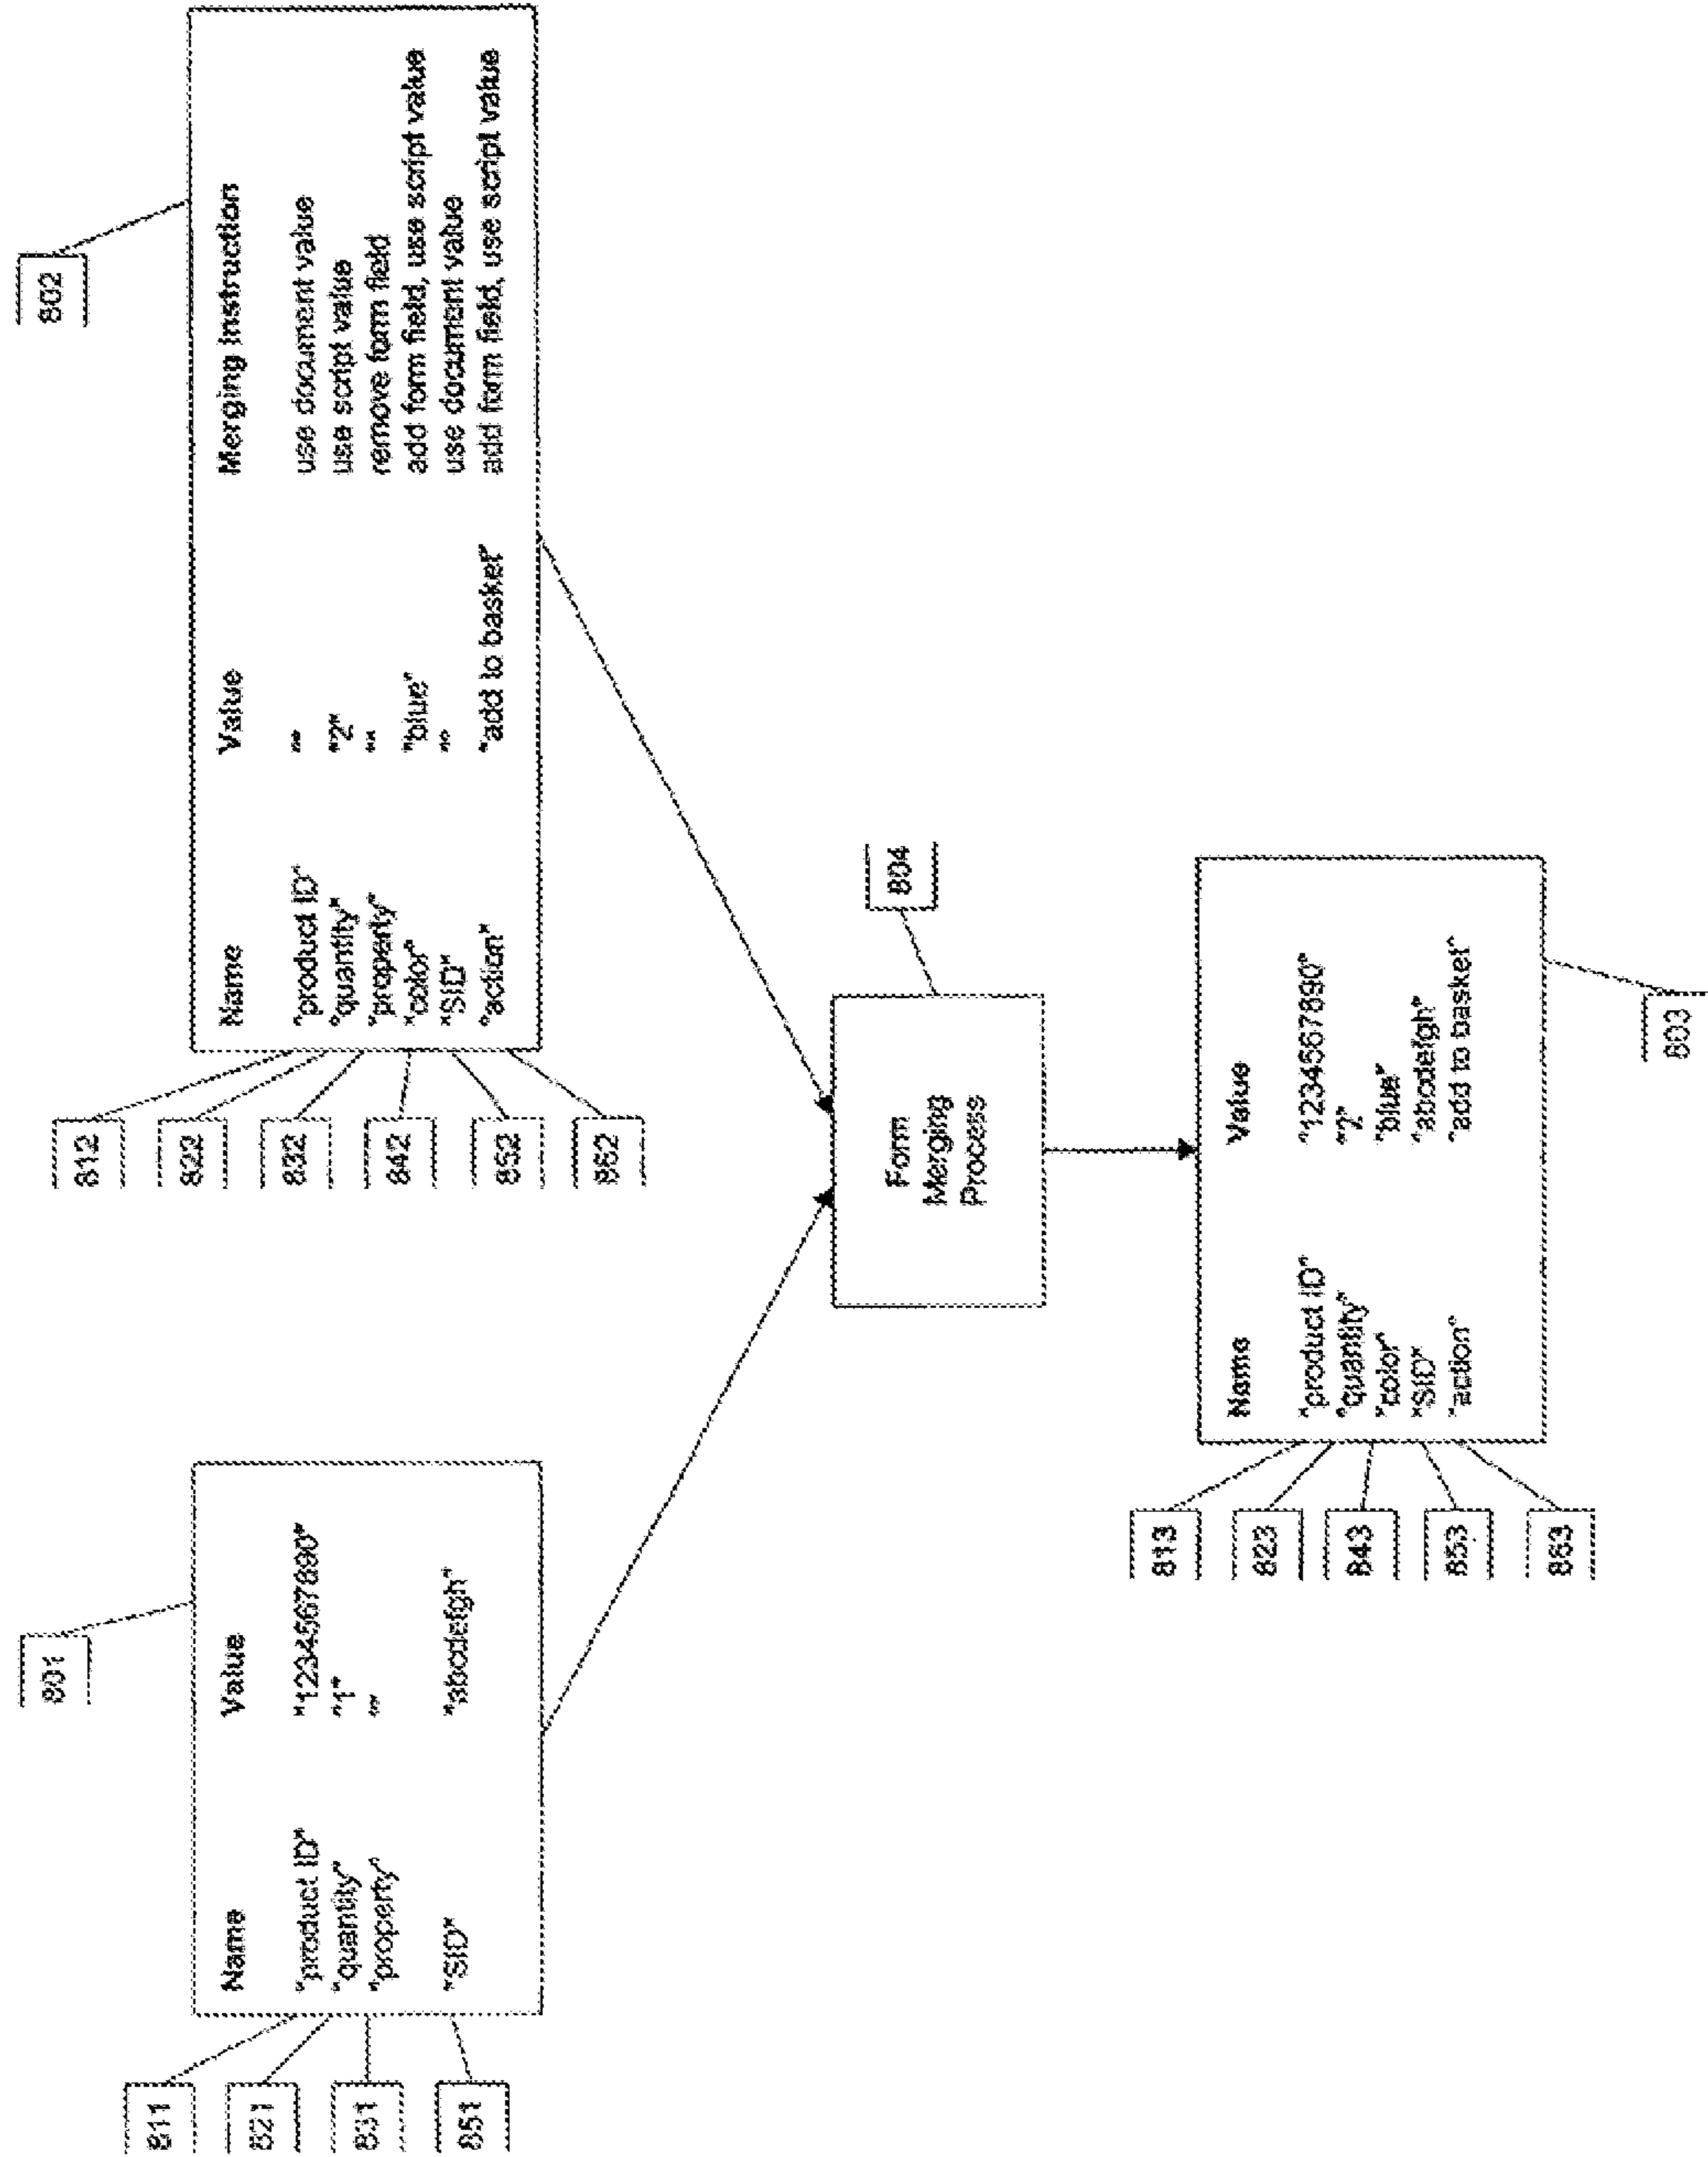 801
Name Value
811 "product ID" "1234567890"
821 "quantity" "1"
831 "property" ""
851 "SID" "abcdefgh"
802
Name Value Merging Instruction
812 "product ID" "" use document value
822 "quantity" "2" use script value
832 "property" "" remove form field
842 "color" "blue" add form field, use script value
852 "SID" "" use document value
862 "action" "add to basket" add form field, use script value
804
Form
Merging
Process
Name Value
813 "product ID" "1234567890"
823 "quantity" "2"
843 "color" "blue"
853 "SID" "abcdefgh"
863 "action" "add to basket"
803